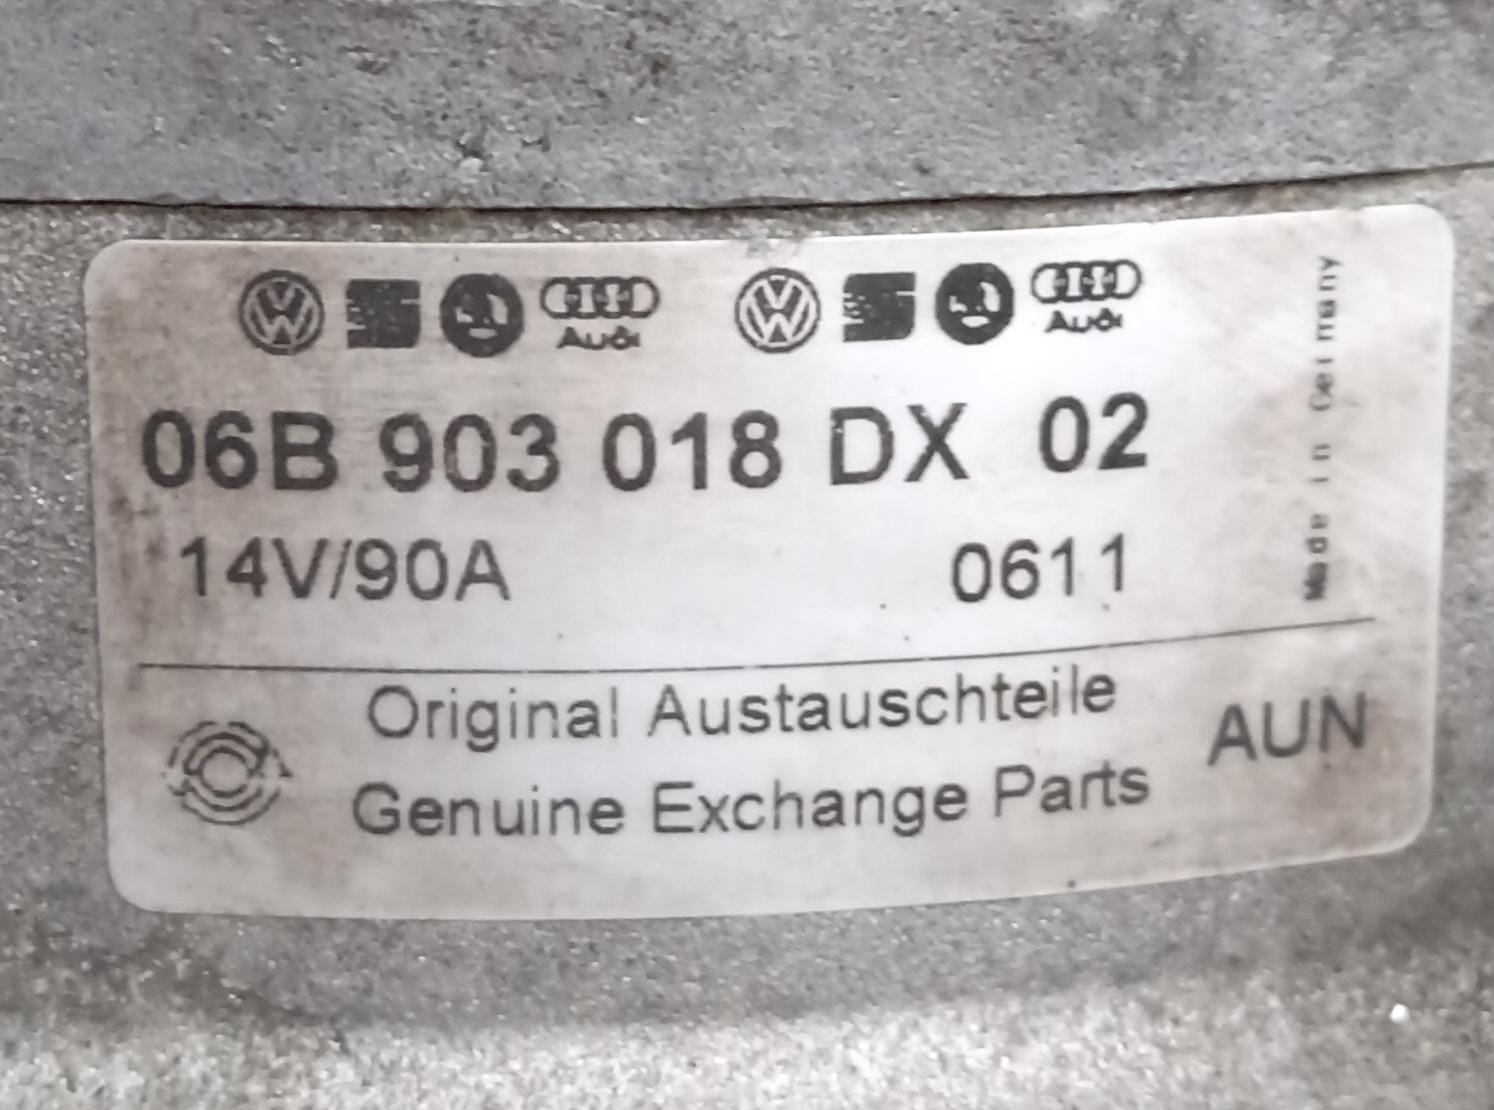 Audi Audi
06B 903 018 DX 02
14V/90A 0611
Made in Germany
Original Austauschteile
Genuine Exchange Parts
AUN